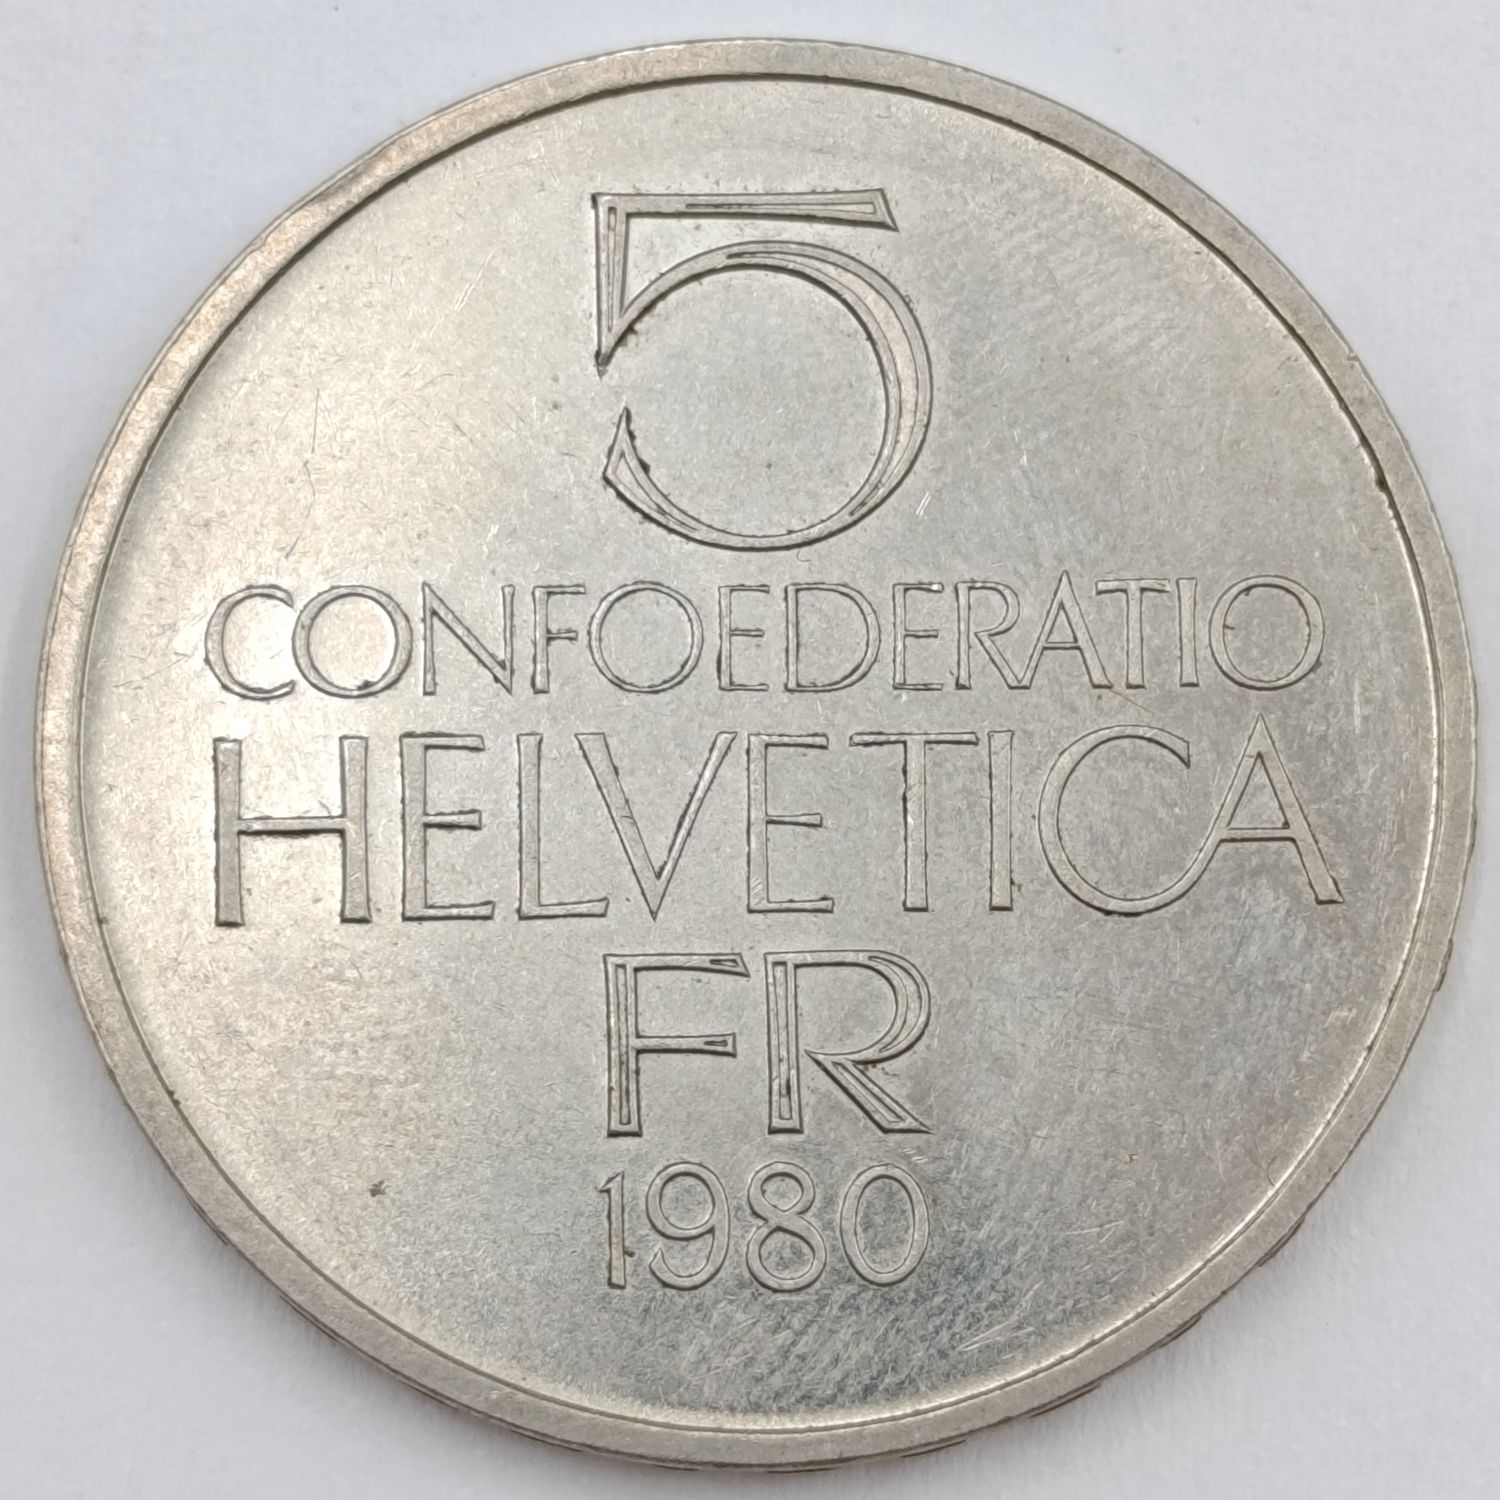 5
CONFOEDERATIO
HELVETICA
FR
1980